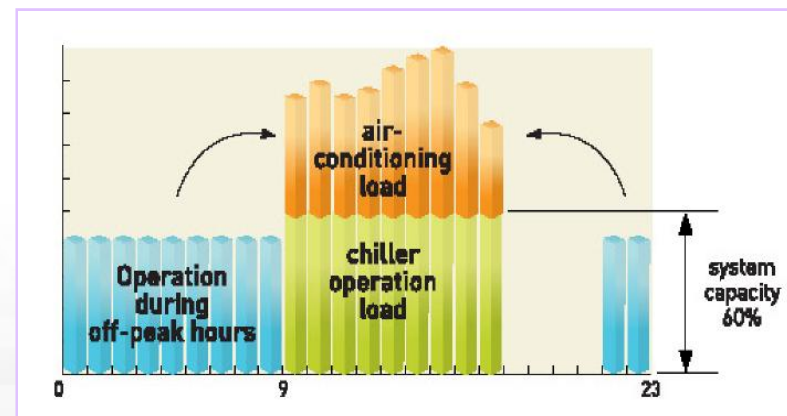 air-
conditioning
load
Operation
during
off-peak hours
chiller
operation
load
system
capacity
60%
0
9
23